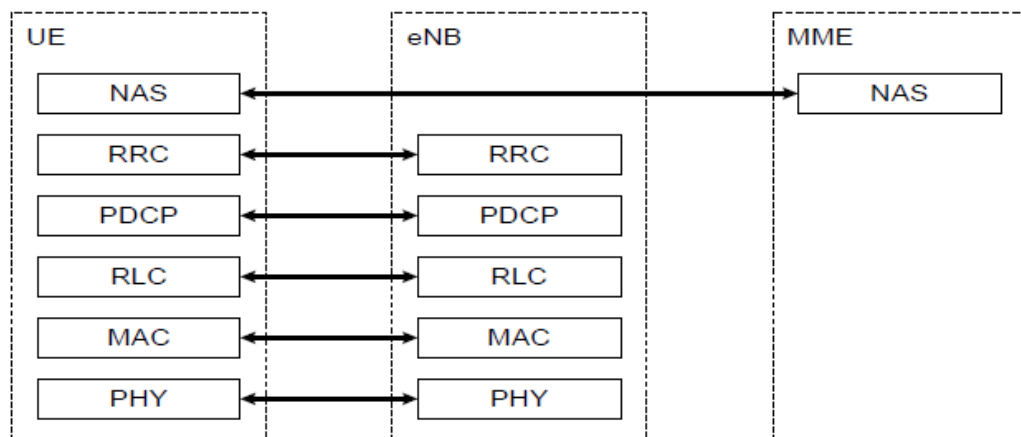 UE eNB MME
NAS NAS
RRC RRC
PDCP PDCP
RLC RLC
MAC MAC
PHY PHY